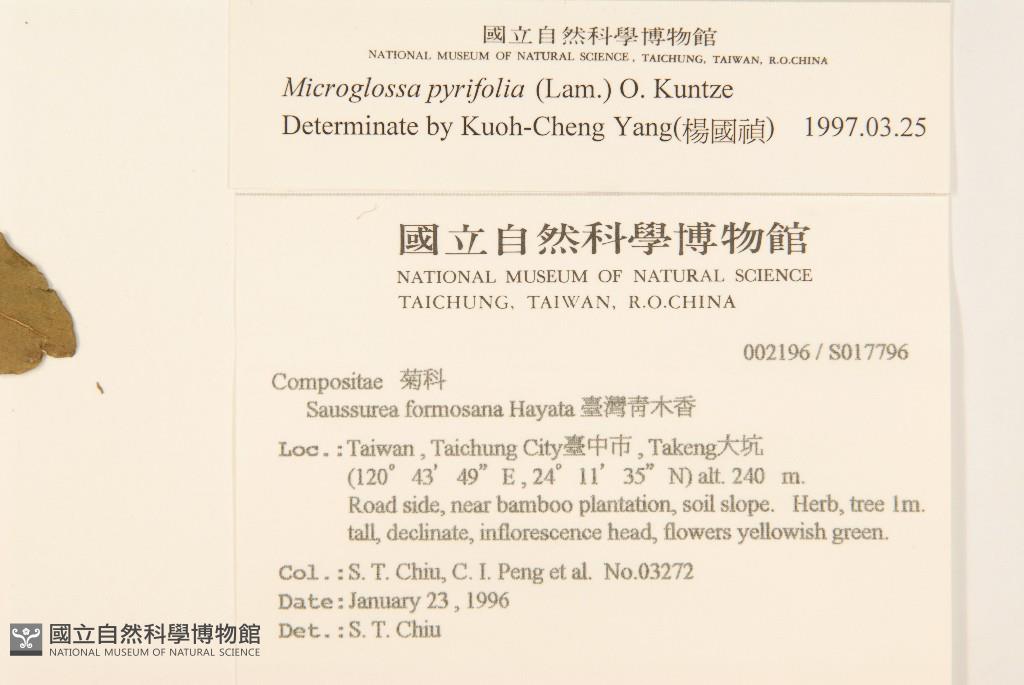 國立自然科學博物館
NATIONAL MUSEUM OF NATURAL SCIENCE, TAICHUNG, TAIWAN, R.O.CHINA
Microglossa pyrifolia (Lam.) O. Kuntze
Determinate by Kuoh-Cheng Yang(楊國禎) 1997.03.25
國立自然科學博物館
NATIONAL MUSEUM OF NATURAL SCIENCE
TAICHUNG, TAIWAN, R.O.CHINA
002196 / S017796
Compositae 菊科
Saussurea formosana Hayata 臺灣青木香
Loc.:Taiwan , Taichung City臺中市 , Takeng大坑
(120° 43′ 49” E , 24° 11′ 35” N) alt. 240 m.
Road side, near bamboo plantation, soil slope. Herb, tree 1m.
tall, declinate, inflorescence head, flowers yellowish green.
Col.:S. T. Chiu, C. I. Peng et al. No.03272
Date:January 23 , 1996
Det.:S. T. Chiu
國立自然科學博物館
NATIONAL MUSEUM OF NATURAL SCIENCE